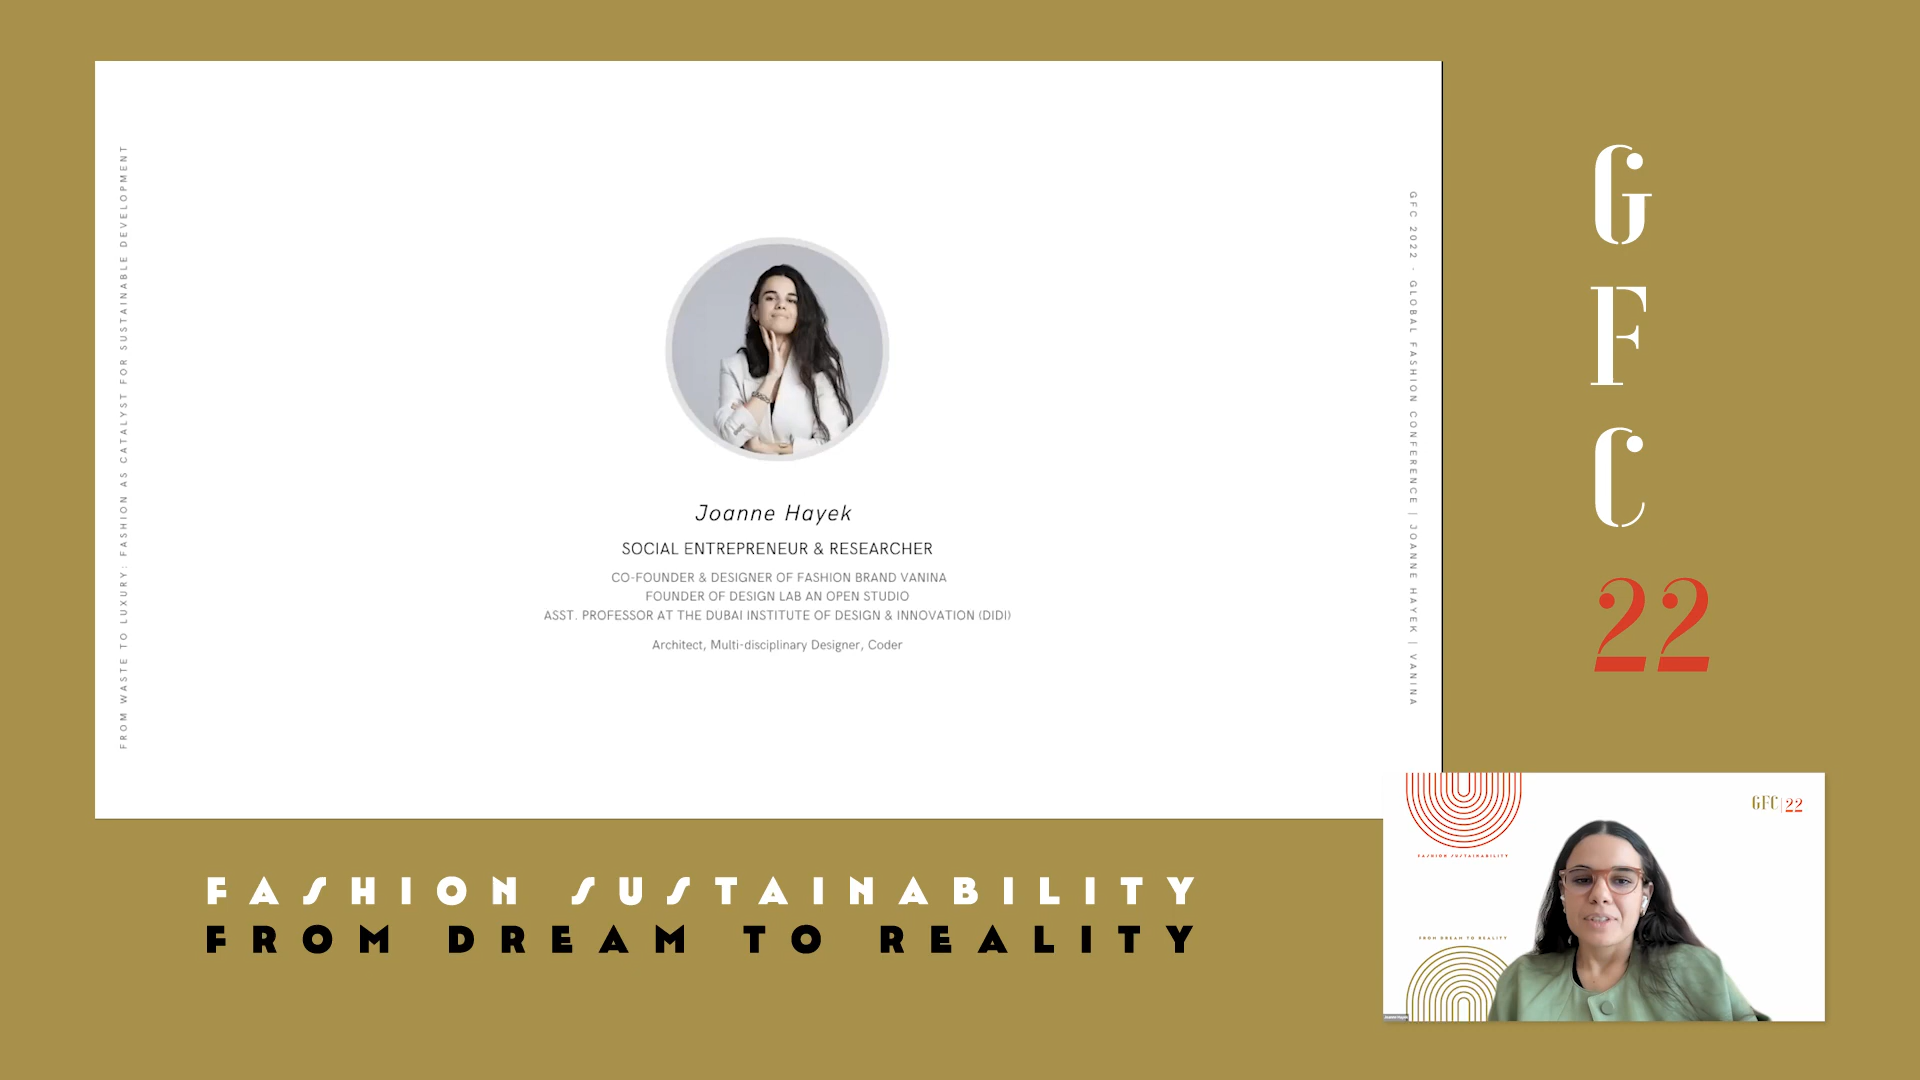 FROM WASTE TO LUXURY: FASHION AS CATALYST FOR SUSTAINABLE DEVELOPMENT
Joanne Hayek
SOCIAL ENTREPRENEUR & RESEARCHER
CO-FOUNDER & DESIGNER OF FASHION BRAND VANINA
FOUNDER OF DESIGN LAB AN OPEN STUDIO
ASST. PROFESSOR AT THE DUBAI INSTITUTE OF DESIGN & INNOVATION (DIDI)
Architect, Multi-disciplinary Designer, Coder
GFC 2022 - GLOBAL FASHION CONFERENCE | JOANNE HAYEK | VANINA
G
F
C
22
FASHION SUSTAINABILITY
FROM DREAM TO REALITY
GFC|22
FASHION SUSTAINABILITY
FROM DREAM TO REALITY
Joanne Hayek